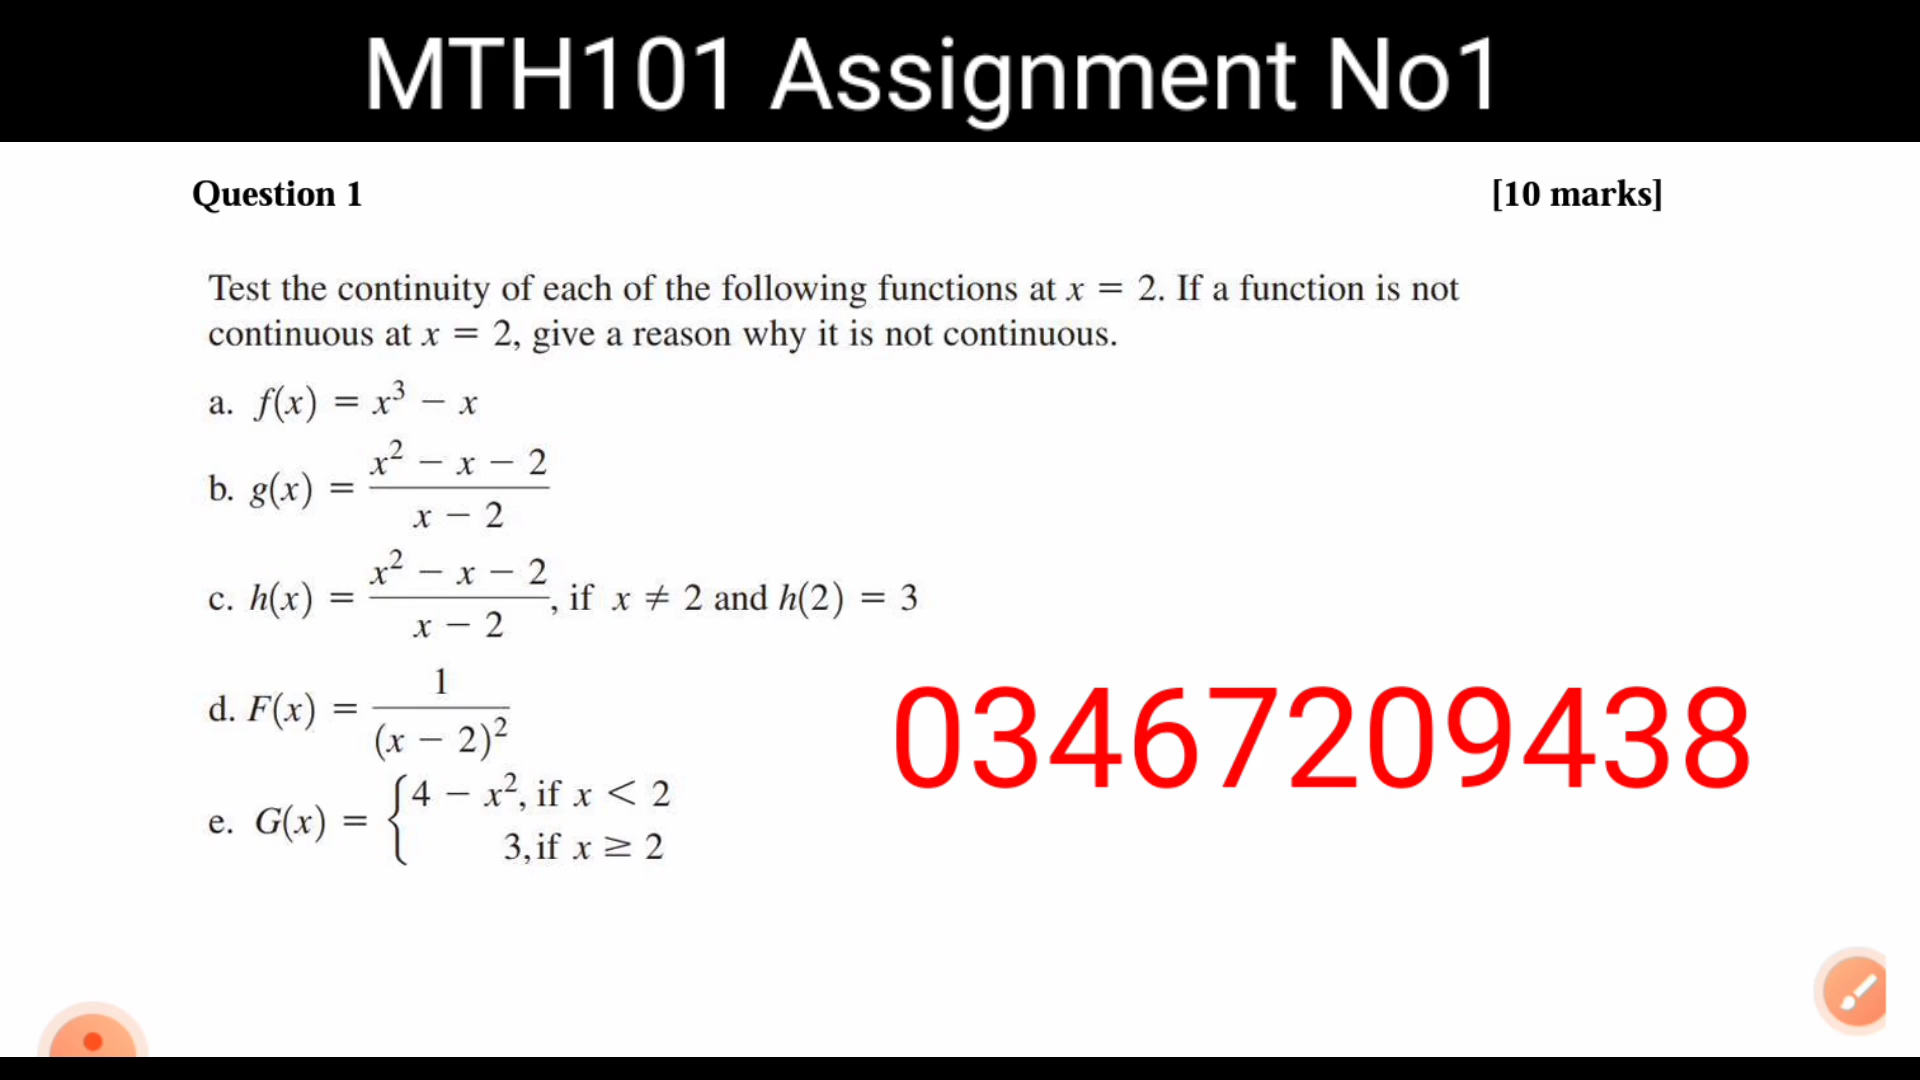 MTH101 Assignment No1
Question 1 [10 marks]
Test the continuity of each of the following functions at x = 2. If a function is not
continuous at x = 2, give a reason why it is not continuous.
a. f(x) = x³ − x
b. g(x) = (x² − x − 2)/(x − 2)
c. h(x) = (x² − x − 2)/(x − 2), if x ≠ 2 and h(2) = 3
d. F(x) = 1/(x − 2)²
03467209438
e. G(x) = { 4 − x², if x < 2
3, if x ≥ 2